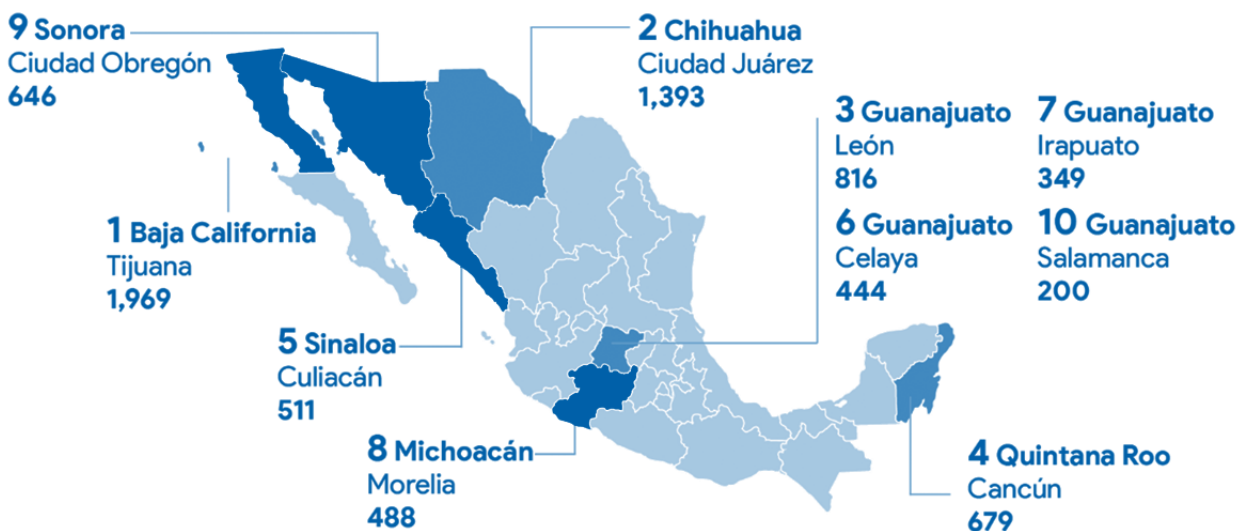 9 Sonora
Ciudad Obregón
646
2 Chihuahua
Ciudad Juárez
1,393
3 Guanajuato
León
816
7 Guanajuato
Irapuato
349
6 Guanajuato
Celaya
444
10 Guanajuato
Salamanca
200
1 Baja California
Tijuana
1,969
5 Sinaloa
Culiacán
511
8 Michoacán
Morelia
488
4 Quintana Roo
Cancún
679